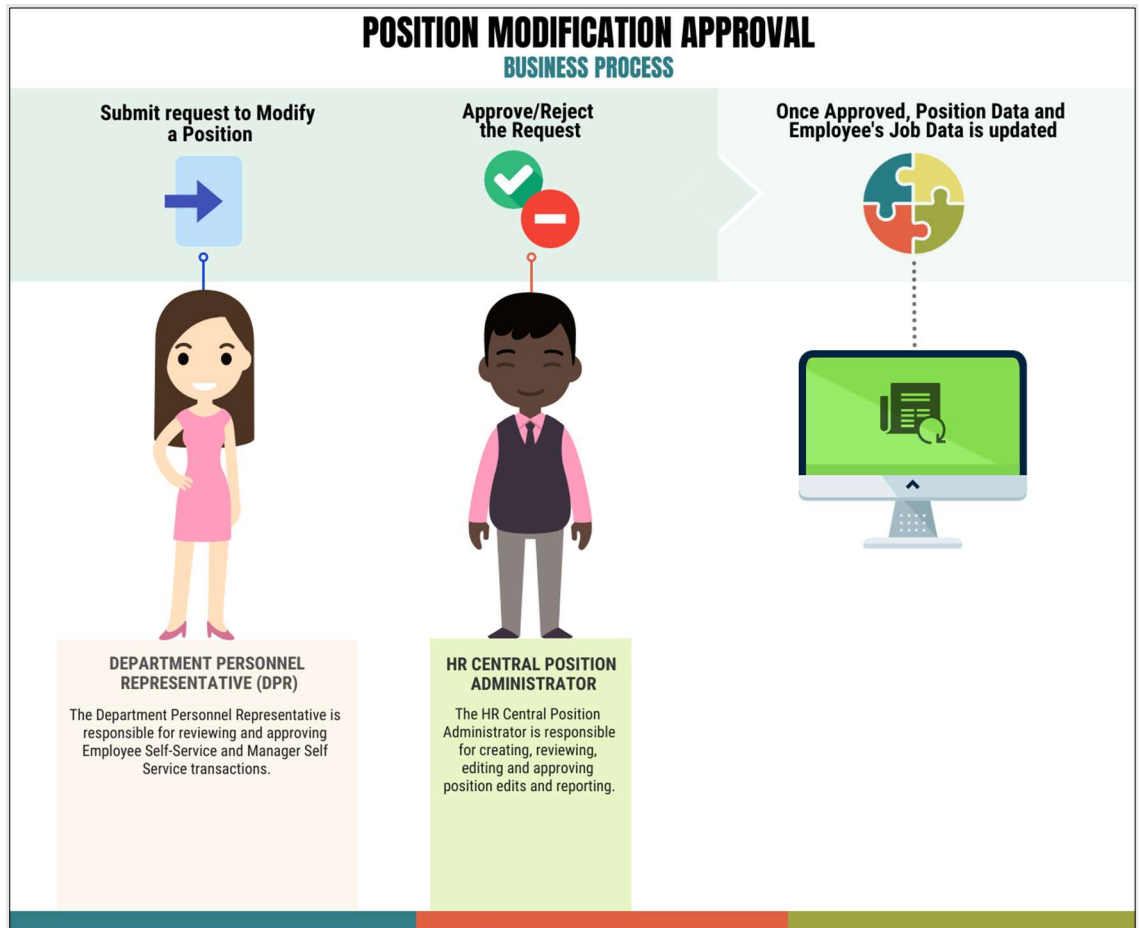 POSITION MODIFICATION APPROVAL
BUSINESS PROCESS
Submit request to Modify
a Position
Approve/Reject
the Request
Once Approved, Position Data and
Employee's Job Data is updated
DEPARTMENT PERSONNEL
REPRESENTATIVE (DPR)
The Department Personnel Representative is
responsible for reviewing and approving
Employee Self-Service and Manager Self
Service transactions.
HR CENTRAL POSITION
ADMINISTRATOR
The HR Central Position
Administrator is responsible
for creating, reviewing,
editing and approving
position edits and reporting.